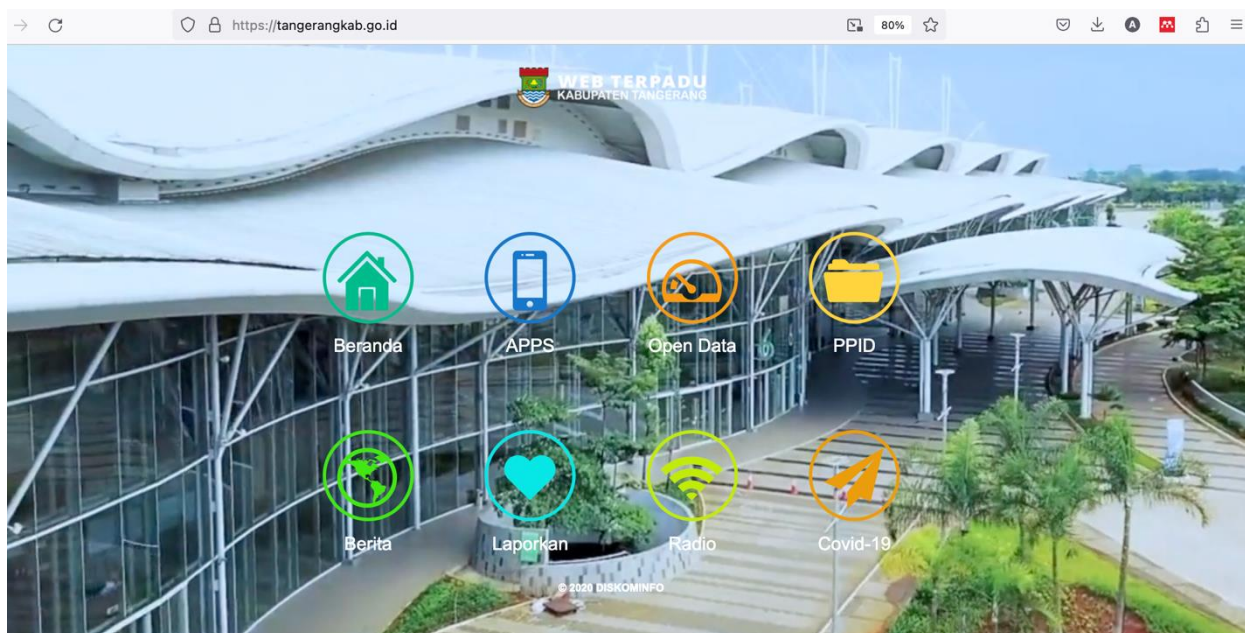 https://tangerangkab.go.id
80%
WEB TERPADU
KABUPATEN TANGERANG
Beranda
APPS
Open Data
PPID
Berita
Laporkan
Radio
Covid-19
© 2020 DISKOMINFO